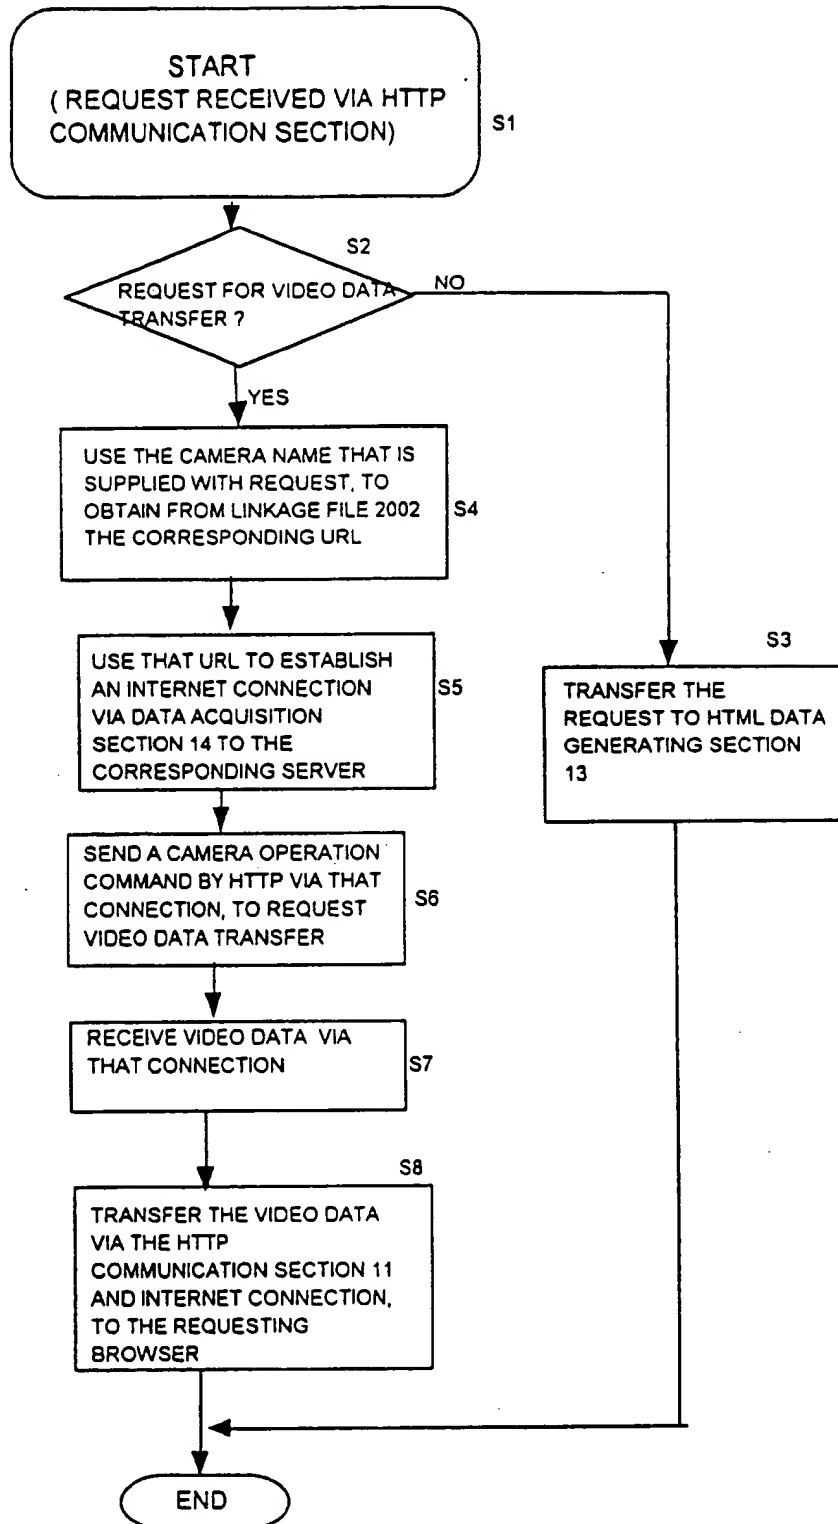 START
( REQUEST RECEIVED VIA HTTP
COMMUNICATION SECTION)
S1
S2
REQUEST FOR VIDEO DATA
TRANSFER ?
NO
YES
USE THE CAMERA NAME THAT IS
SUPPLIED WITH REQUEST, TO
OBTAIN FROM LINKAGE FILE 2002
THE CORRESPONDING URL
S4
USE THAT URL TO ESTABLISH
AN INTERNET CONNECTION
VIA DATA ACQUISITION
SECTION 14 TO THE
CORRESPONDING SERVER
S5
S3
TRANSFER THE
REQUEST TO HTML DATA
GENERATING SECTION
13
SEND A CAMERA OPERATION
COMMAND BY HTTP VIA THAT
CONNECTION, TO REQUEST
VIDEO DATA TRANSFER
S6
RECEIVE VIDEO DATA VIA
THAT CONNECTION
S7
S8
TRANSFER THE VIDEO DATA
VIA THE HTTP
COMMUNICATION SECTION 11
AND INTERNET CONNECTION,
TO THE REQUESTING
BROWSER
END